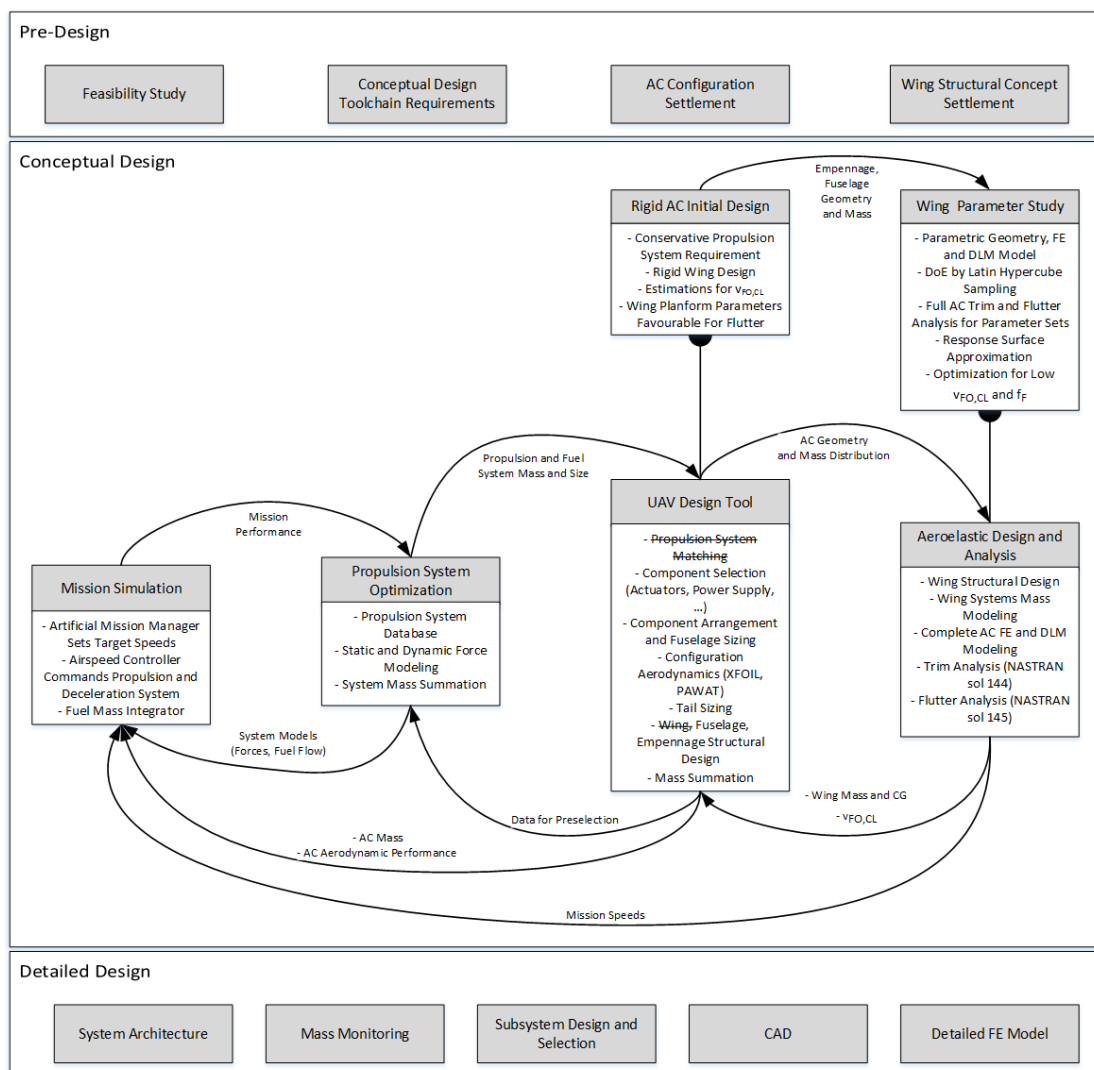 Pre-Design
Feasibility Study
Conceptual Design
Toolchain Requirements
AC Configuration
Settlement
Wing Structural Concept
Settlement
Conceptual Design
Empennage,
Fuselage
Geometry
and Mass
Rigid AC Initial Design
- Conservative Propulsion
System Requirement
- Rigid Wing Design
- Estimations for vFO,CL
- Wing Planform Parameters
Favourable For Flutter
Wing Parameter Study
- Parametric Geometry, FE
and DLM Model
- DoE by Latin Hypercube
Sampling
- Full AC Trim and Flutter
Analysis for Parameter Sets
- Response Surface
Approximation
- Optimization for Low
vFO,CL and fF
Propulsion and Fuel
System Mass and Size
AC Geometry
and Mass Distribution
Mission
Performance
Mission Simulation
- Artificial Mission Manager
Sets Target Speeds
- Airspeed Controller
Commands Propulsion and
Deceleration System
- Fuel Mass Integrator
Propulsion System
Optimization
- Propulsion System
Database
- Static and Dynamic Force
Modeling
- System Mass Summation
UAV Design Tool
- Propulsion System
Matching
- Component Selection
(Actuators, Power Supply,
...)
- Component Arrangement
and Fuselage Sizing
- Configuration
Aerodynamics (XFOIL,
PAWAT)
- Tail Sizing
- Wing, Fuselage,
Empennage Structural
Design
- Mass Summation
Aeroelastic Design and
Analysis
- Wing Structural Design
- Wing Systems Mass
Modeling
- Complete AC FE and DLM
Modeling
- Trim Analysis (NASTRAN
sol 144)
- Flutter Analysis (NASTRAN
sol 145)
System Models
(Forces, Fuel Flow)
Data for Preselection
- Wing Mass and CG
- vFO,CL
- AC Mass
- AC Aerodynamic Performance
Mission Speeds
Detailed Design
System Architecture
Mass Monitoring
Subsystem Design and
Selection
CAD
Detailed FE Model